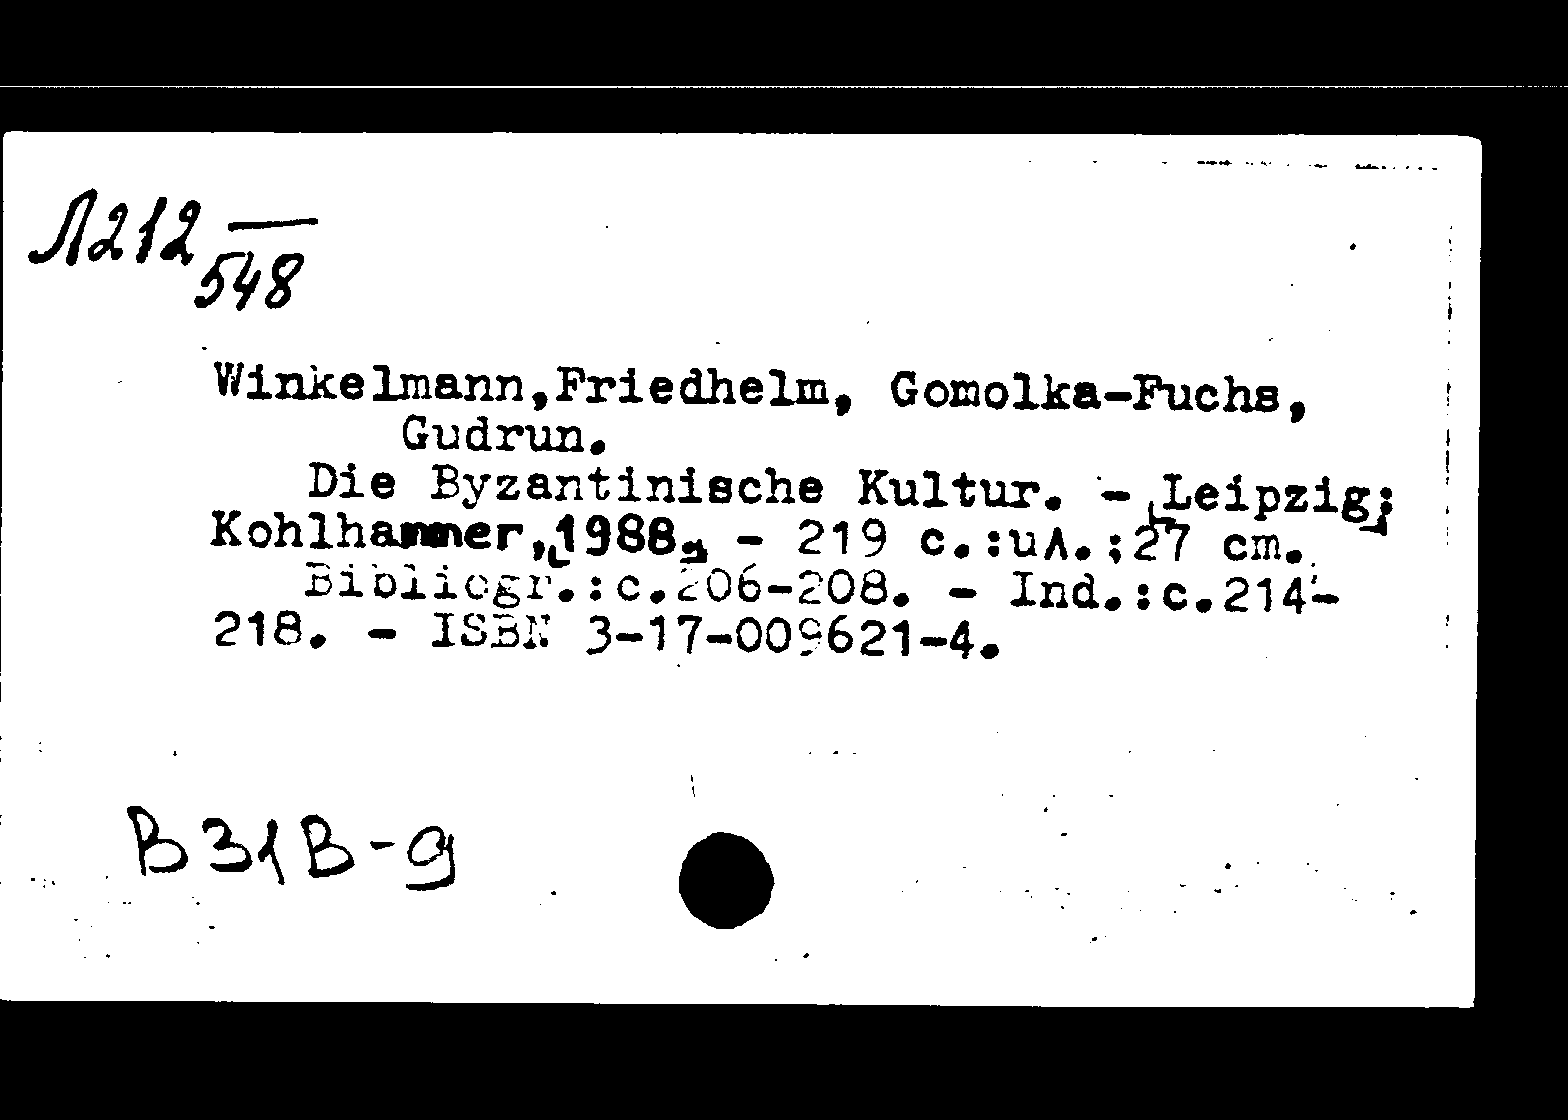 Л212 —
548
Winkelmann,Friedhelm, Gomolka-Fuchs,
Gudrun.
Die Byzantinische Kultur. - [Leipzig]:
Kohlhammer,[1988]. - 219 c.:ил.;27 cm.
Bibliogr.:c.206-208. - Ind.:c.214-
218. - ISBN 3-17-009621-4.
В31В-9